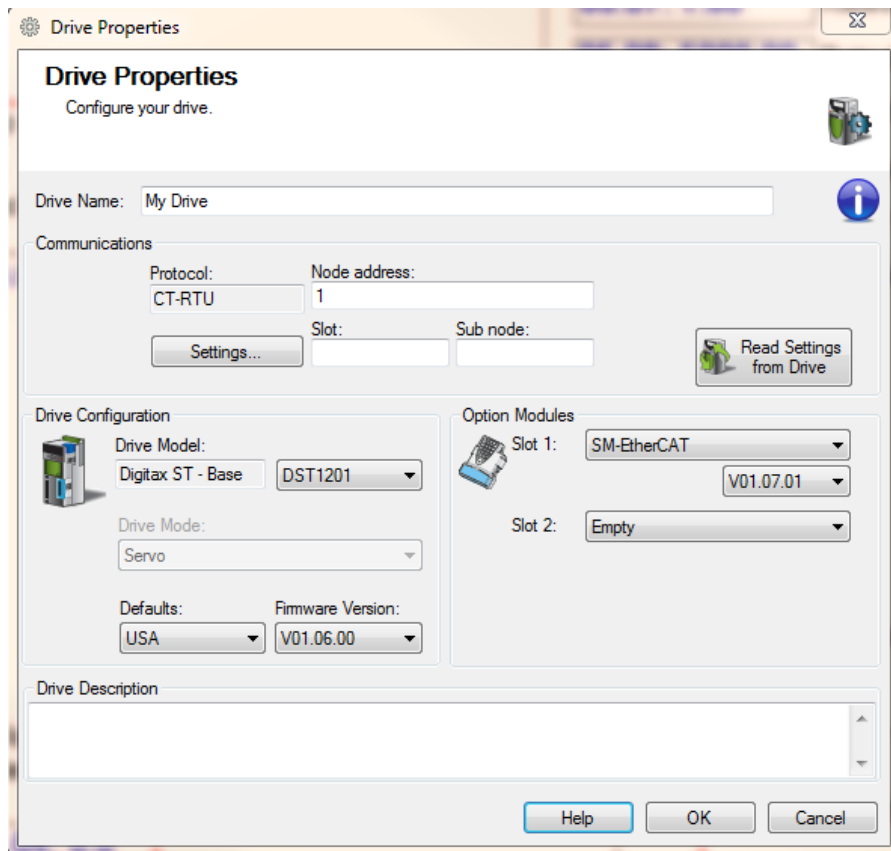 Drive Properties
Drive Properties
Configure your drive.
Drive Name: My Drive
Communications
Protocol: Node address:
CT-RTU 1
Slot: Sub node:
Settings...
Read Settings
from Drive
Drive Configuration
Drive Model:
Digitax ST - Base DST1201
Drive Mode:
Servo
Defaults: Firmware Version:
USA V01.06.00
Option Modules
Slot 1: SM-EtherCAT
V01.07.01
Slot 2: Empty
Drive Description
Help OK Cancel